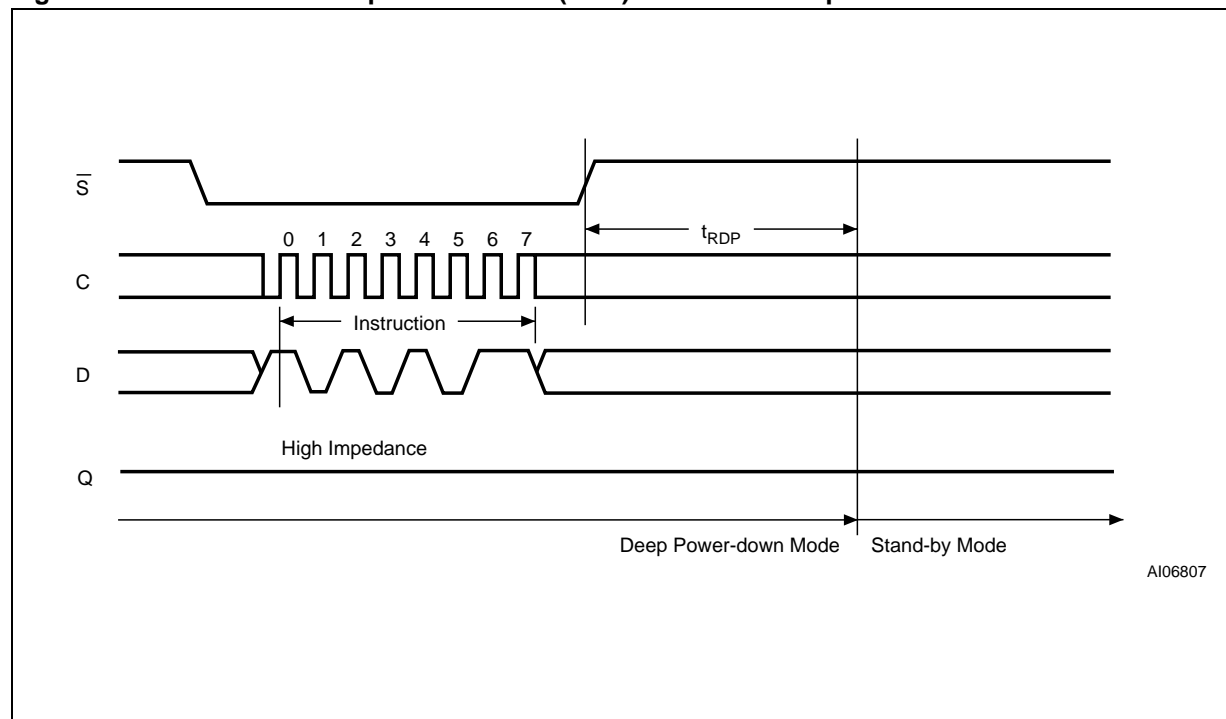 S̅
t_RDP
0 1 2 3 4 5 6 7
C
Instruction
D
High Impedance
Q
Deep Power-down Mode Stand-by Mode
AI06807